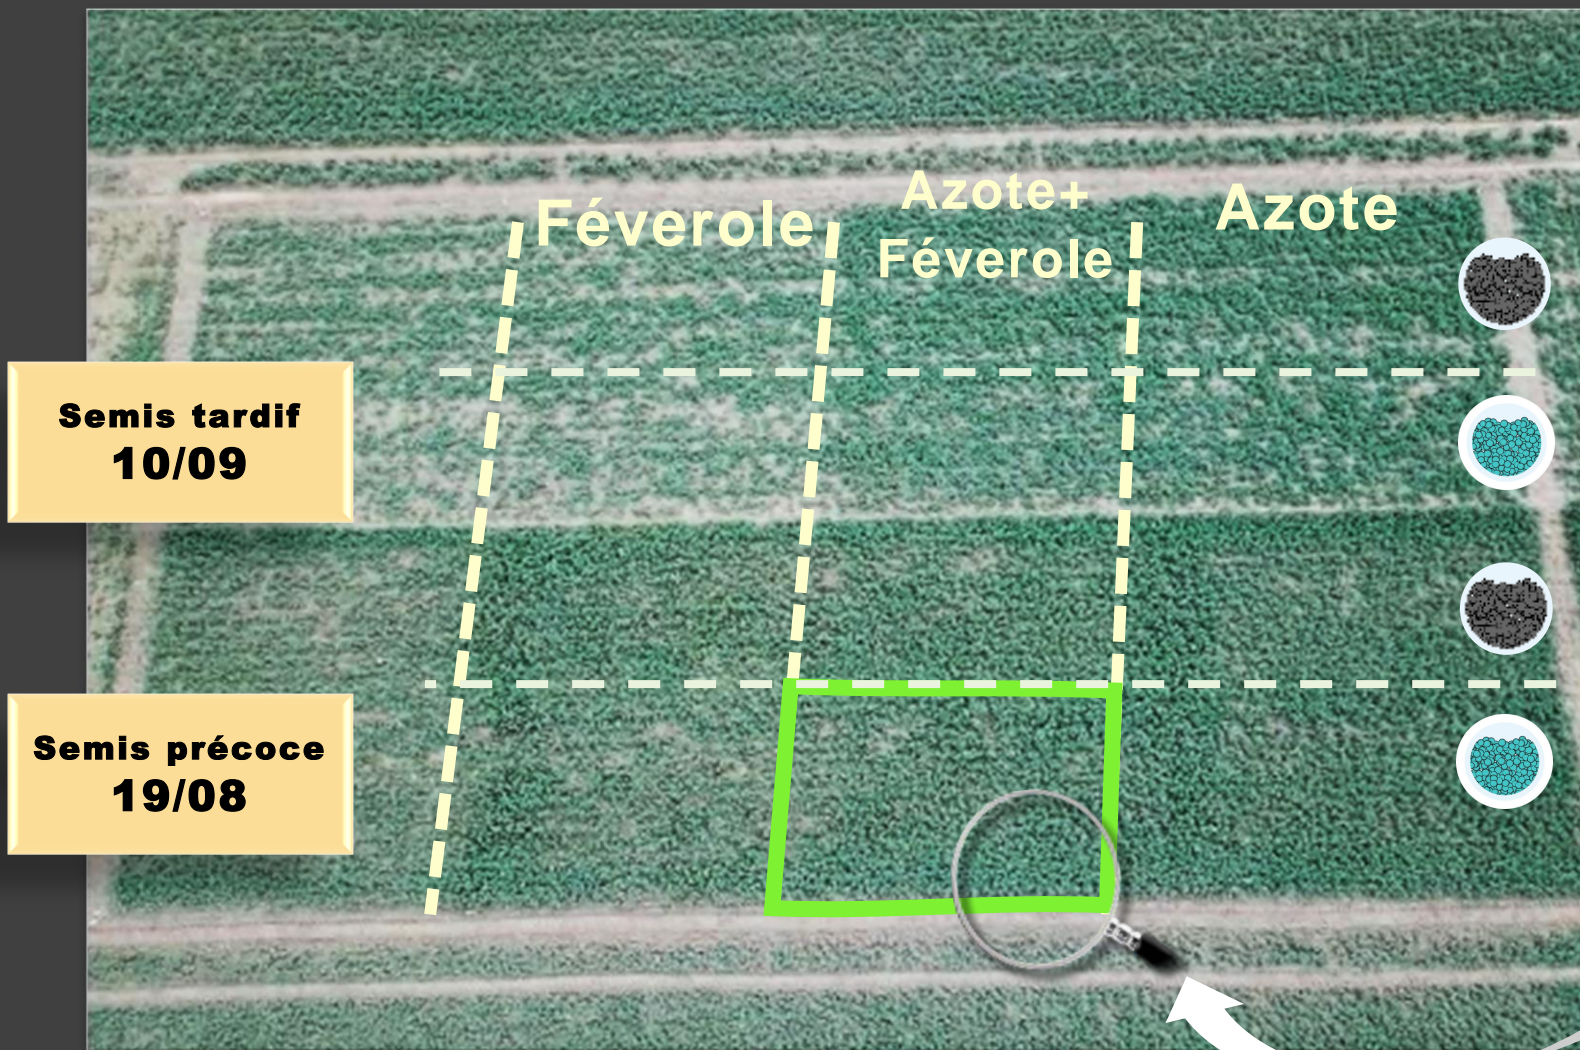 Féverole
Azote+
Féverole
Azote
Semis tardif
10/09
Semis précoce
19/08